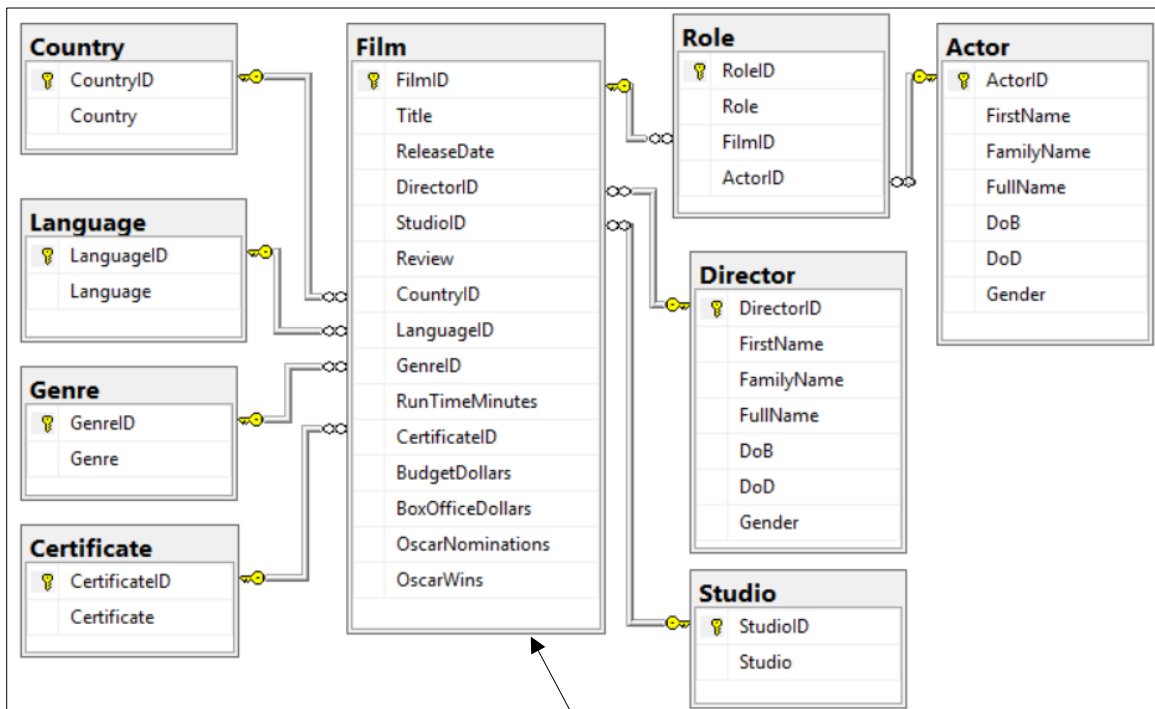 Country
CountryID
Country
Language
LanguageID
Language
Genre
GenreID
Genre
Certificate
CertificateID
Certificate
Film
FilmID
Title
ReleaseDate
DirectorID
StudioID
Review
CountryID
LanguageID
GenreID
RunTimeMinutes
CertificateID
BudgetDollars
BoxOfficeDollars
OscarNominations
OscarWins
Role
RoleID
Role
FilmID
ActorID
Director
DirectorID
FirstName
FamilyName
FullName
DoB
DoD
Gender
Studio
StudioID
Studio
Actor
ActorID
FirstName
FamilyName
FullName
DoB
DoD
Gender